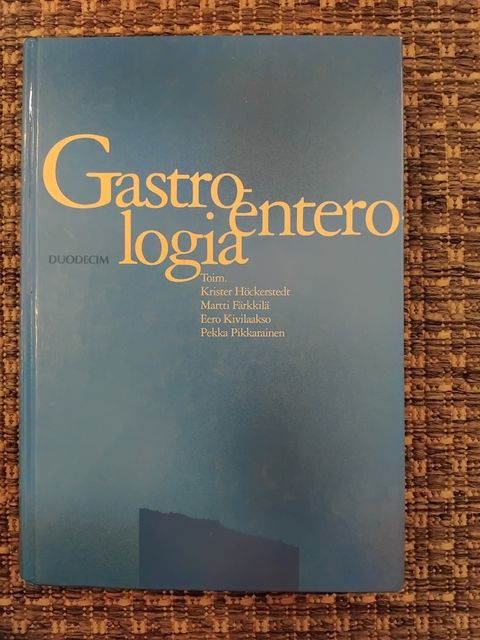 Gastro
entero
logia
DUODECIM
Toim.
Krister Höckerstedt
Martti Färkkilä
Eero Kivilaakso
Pekka Pikkarainen